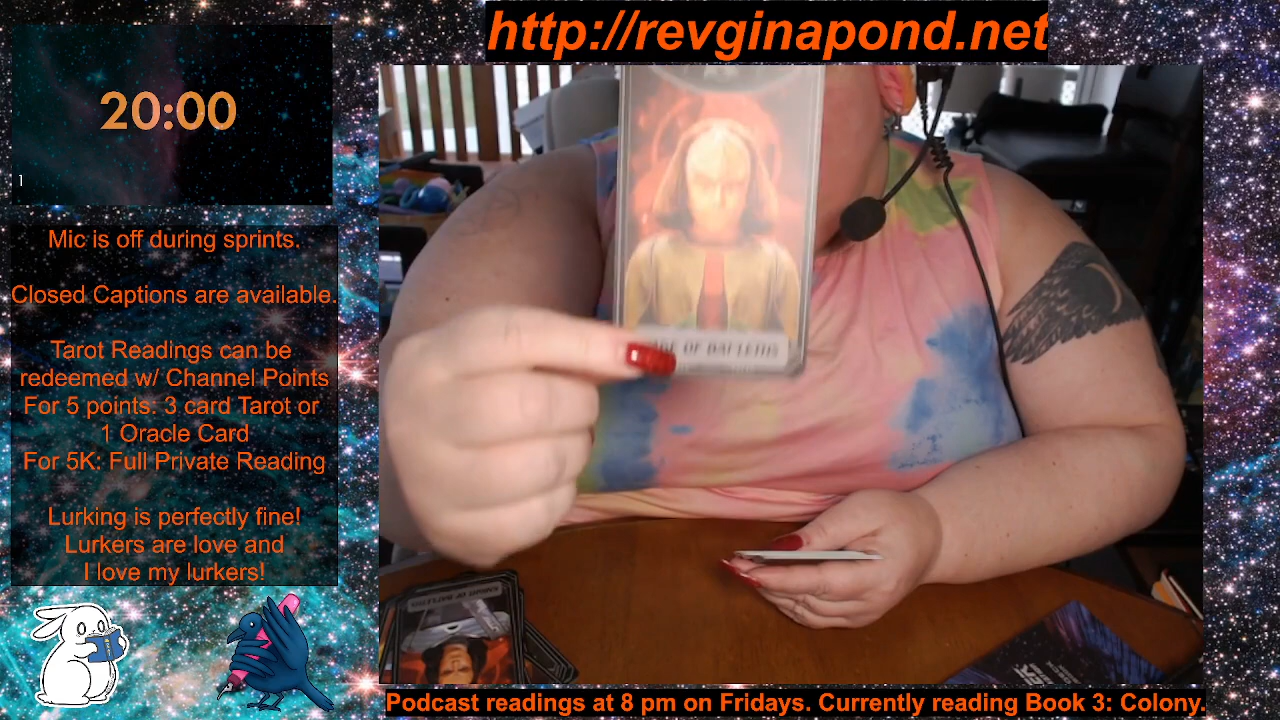 http://revginapond.net
20:00
1
Mic is off during sprints.
Closed Captions are available.
Tarot Readings can be
redeemed w/ Channel Points
For 5 points: 3 card Tarot or
1 Oracle Card
For 5K: Full Private Reading
Lurking is perfectly fine!
Lurkers are love and
I love my lurkers!
OF BAT'LETHS
Podcast readings at 8 pm on Fridays. Currently reading Book 3: Colony.